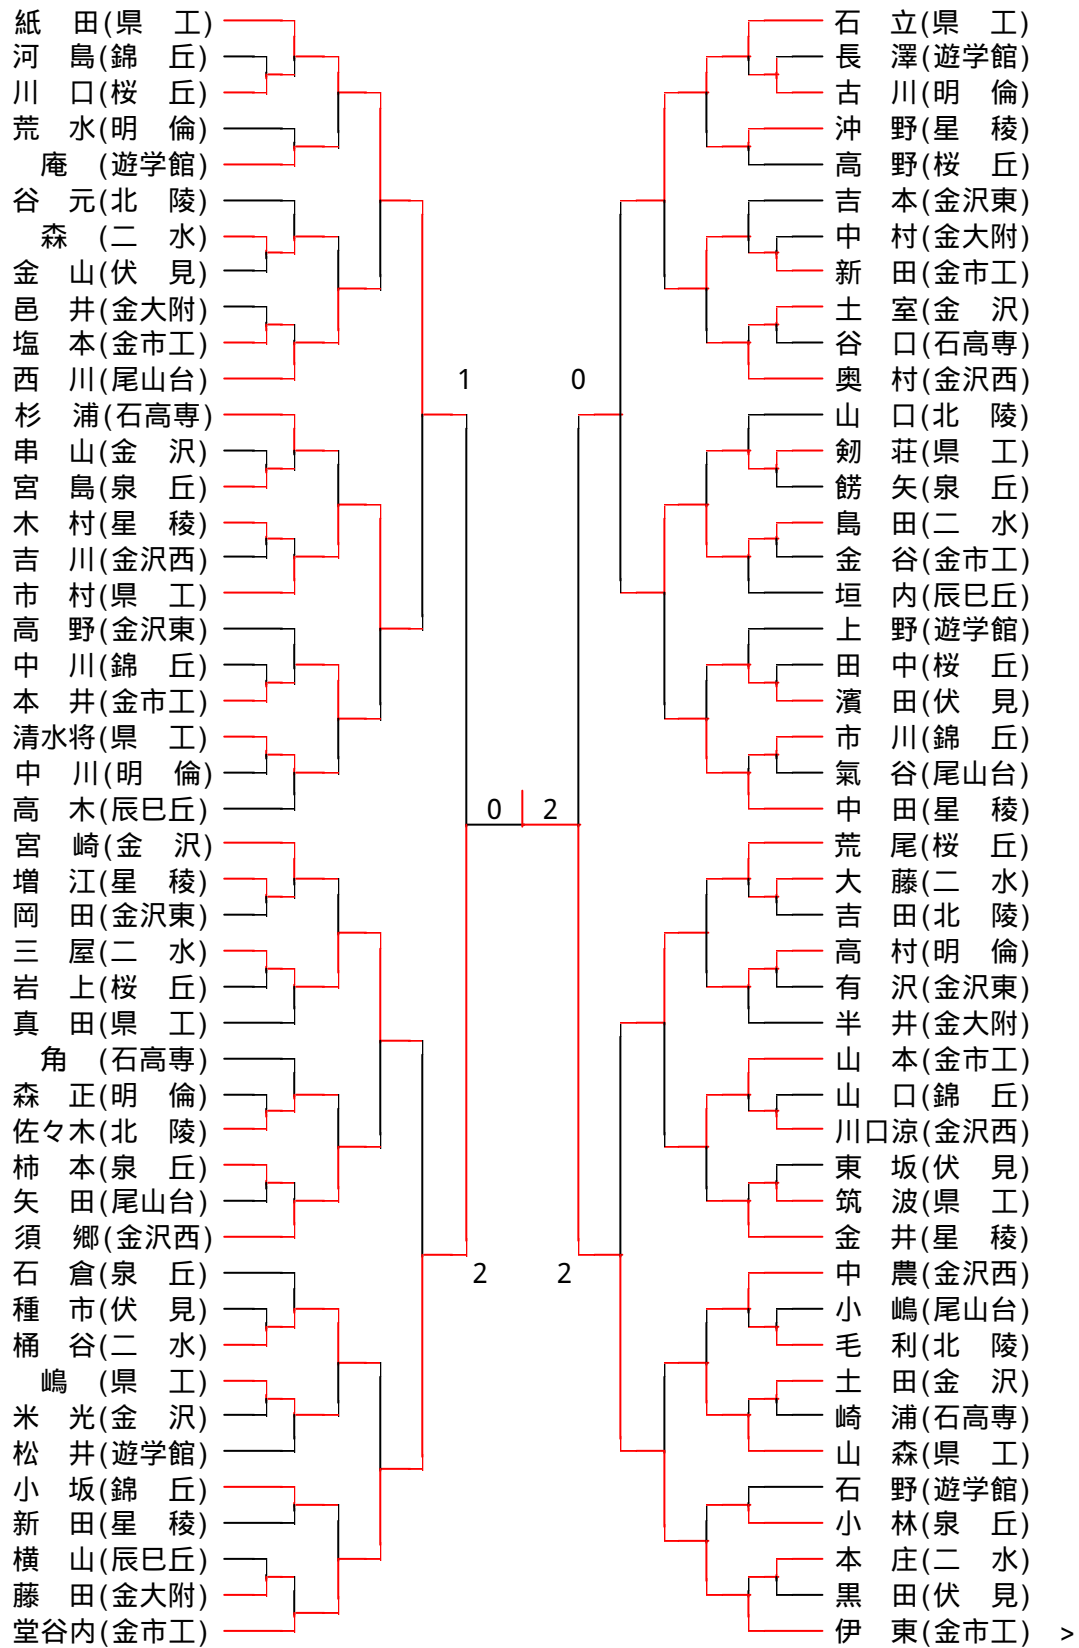 紙　田(県　工)
河　島(錦　丘)
川　口(桜　丘)
荒　水(明　倫)
庵　(遊学館)
谷　元(北　陵)
森　(二　水)
金　山(伏　見)
邑　井(金大附)
塩　本(金市工)
西　川(尾山台)
杉　浦(石高専)
串　山(金　沢)
宮　島(泉　丘)
木　村(星　稜)
吉　川(金沢西)
市　村(県　工)
高　野(金沢東)
中　川(錦　丘)
本　井(金市工)
清水将(県　工)
中　川(明　倫)
高　木(辰巳丘)
宮　崎(金　沢)
増　江(星　稜)
岡　田(金沢東)
三　屋(二　水)
岩　上(桜　丘)
真　田(県　工)
角　(石高専)
森　正(明　倫)
佐々木(北　陵)
柿　本(泉　丘)
矢　田(尾山台)
須　郷(金沢西)
石　倉(泉　丘)
種　市(伏　見)
桶　谷(二　水)
嶋　(県　工)
米　光(金　沢)
松　井(遊学館)
小　坂(錦　丘)
新　田(星　稜)
横　山(辰巳丘)
藤　田(金大附)
堂谷内(金市工)
1
0
0
2
2
2
石　立(県　工)
長　澤(遊学館)
古　川(明　倫)
沖　野(星　稜)
高　野(桜　丘)
吉　本(金沢東)
中　村(金大附)
新　田(金市工)
土　室(金　沢)
谷　口(石高専)
奥　村(金沢西)
山　口(北　陵)
剱　荘(県　工)
餝　矢(泉　丘)
島　田(二　水)
金　谷(金市工)
垣　内(辰巳丘)
上　野(遊学館)
田　中(桜　丘)
濱　田(伏　見)
市　川(錦　丘)
氣　谷(尾山台)
中　田(星　稜)
荒　尾(桜　丘)
大　藤(二　水)
吉　田(北　陵)
高　村(明　倫)
有　沢(金沢東)
半　井(金大附)
山　本(金市工)
山　口(錦　丘)
川口涼(金沢西)
東　坂(伏　見)
筑　波(県　工)
金　井(星　稜)
中　農(金沢西)
小　嶋(尾山台)
毛　利(北　陵)
土　田(金　沢)
崎　浦(石高専)
山　森(県　工)
石　野(遊学館)
小　林(泉　丘)
本　庄(二　水)
黒　田(伏　見)
伊　東(金市工)　>